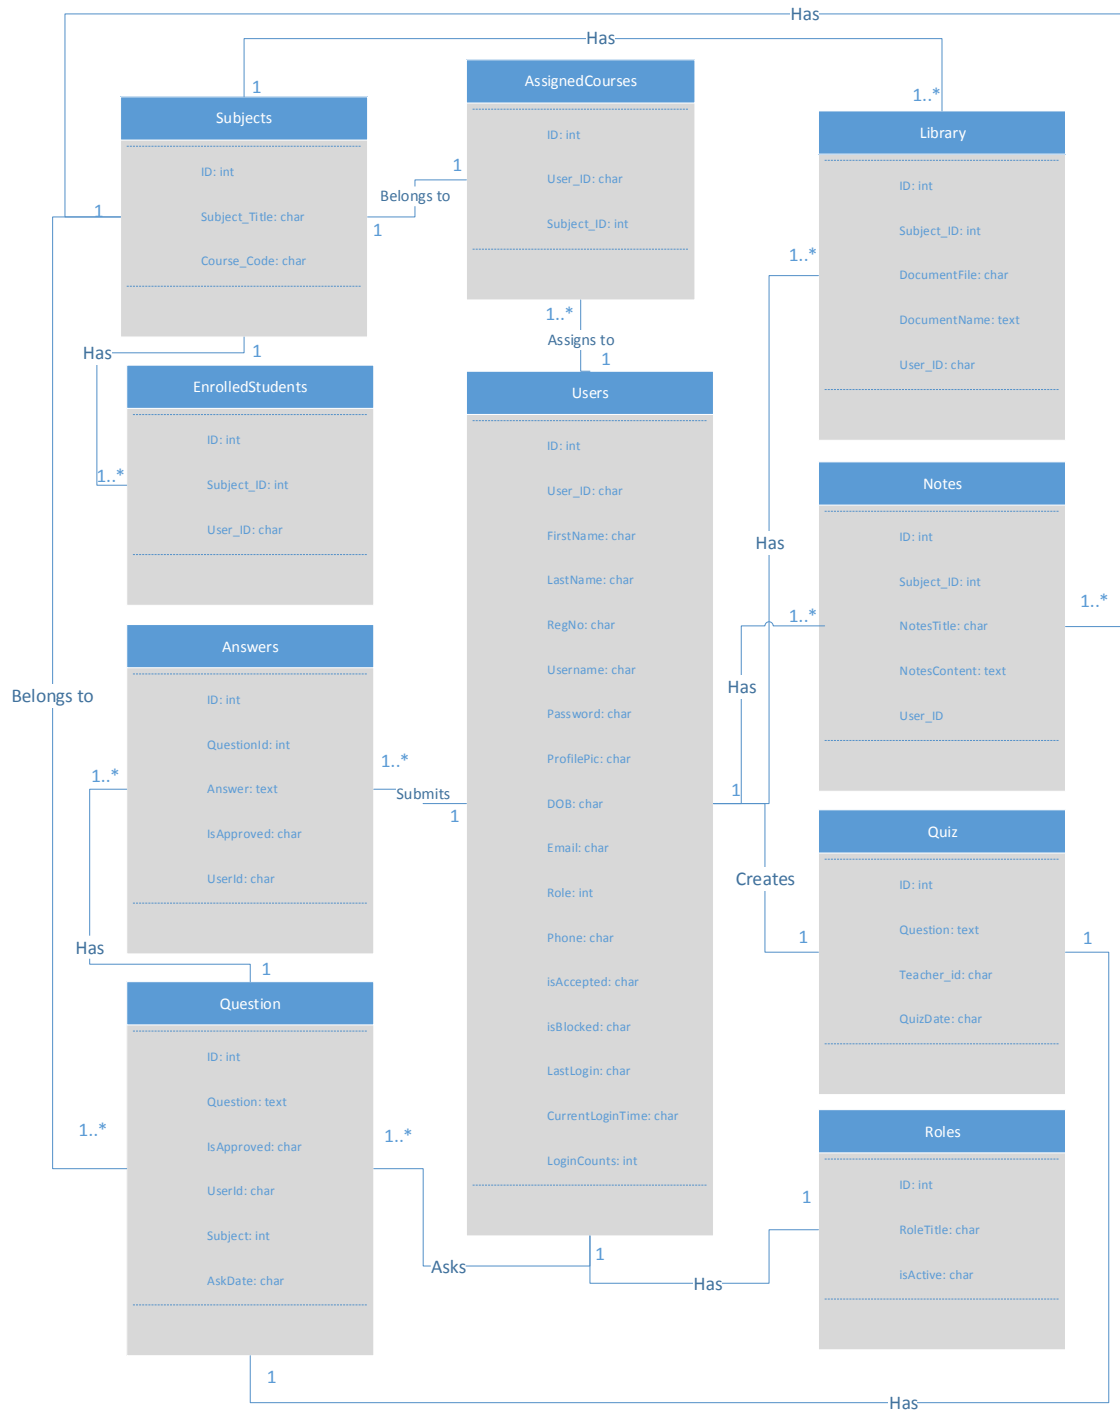 Has
Has
1
1..*
Subjects
ID: int
Subject_Title: char
Course_Code: char
1
1
1
Belongs to
1
AssignedCourses
ID: int
User_ID: char
Subject_ID: int
1..*
Assigns to
1
Library
ID: int
Subject_ID: int
DocumentFile: char
DocumentName: text
User_ID: char
1..*
Has
1..*
EnrolledStudents
ID: int
Subject_ID: int
User_ID: char
Users
ID: int
User_ID: char
FirstName: char
LastName: char
RegNo: char
Username: char
Password: char
ProfilePic: char
DOB: char
Email: char
Role: int
Phone: char
isAccepted: char
isBlocked: char
LastLogin: char
CurrentLoginTime: char
LoginCounts: int
Has
1..*
Has
1
Notes
ID: int
Subject_ID: int
NotesTitle: char
NotesContent: text
User_ID
1..*
Belongs to
Answers
ID: int
QuestionId: int
Answer: text
IsApproved: char
UserId: char
1..*
1..*
Submits
1
Has
1
Creates
1
Quiz
ID: int
Question: text
Teacher_id: char
QuizDate: char
1
Question
ID: int
Question: text
IsApproved: char
UserId: char
Subject: int
AskDate: char
1..*
1..*
Asks
1
Has
1
Roles
ID: int
RoleTitle: char
isActive: char
1
Has